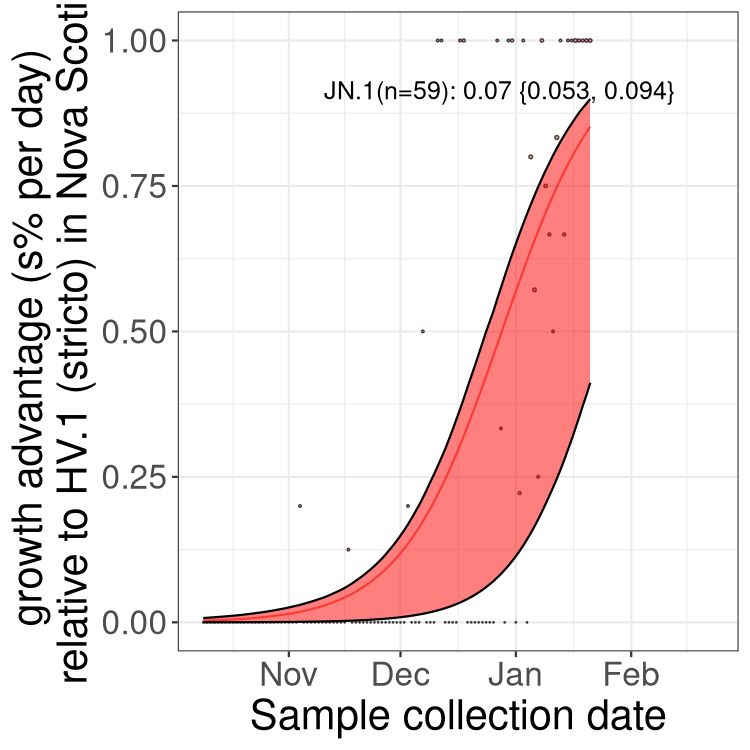 growth advantage (s% per day)
relative to HV.1 (stricto) in Nova Scoti
1.00
0.75
0.50
0.25
0.00
JN.1(n=59): 0.07 {0.053, 0.094}
Nov Dec Jan Feb
Sample collection date